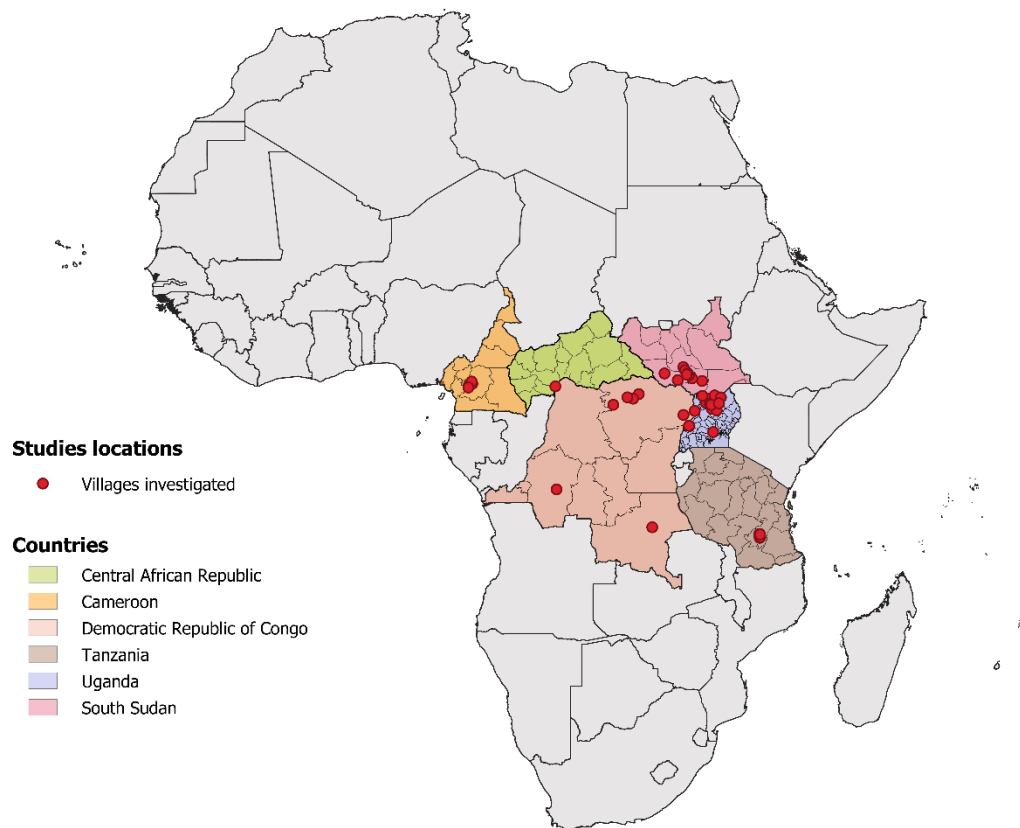 Studies locations
Villages investigated
Countries
Central African Republic
Cameroon
Democratic Republic of Congo
Tanzania
Uganda
South Sudan